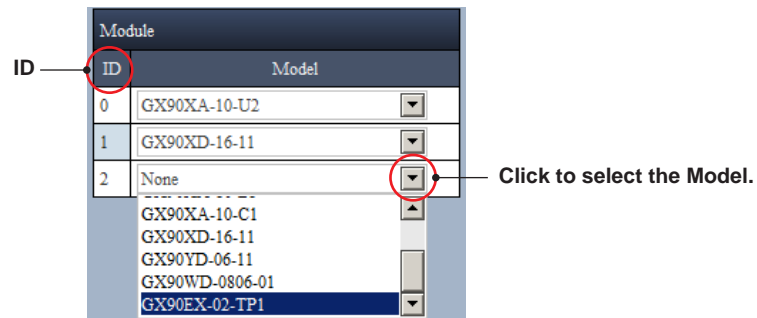 Module
ID
ID Model
0 GX90XA-10-U2
1 GX90XD-16-11
2 None
Click to select the Model.
GX90XA-10-C1
GX90XD-16-11
GX90YD-06-11
GX90WD-0806-01
GX90EX-02-TP1